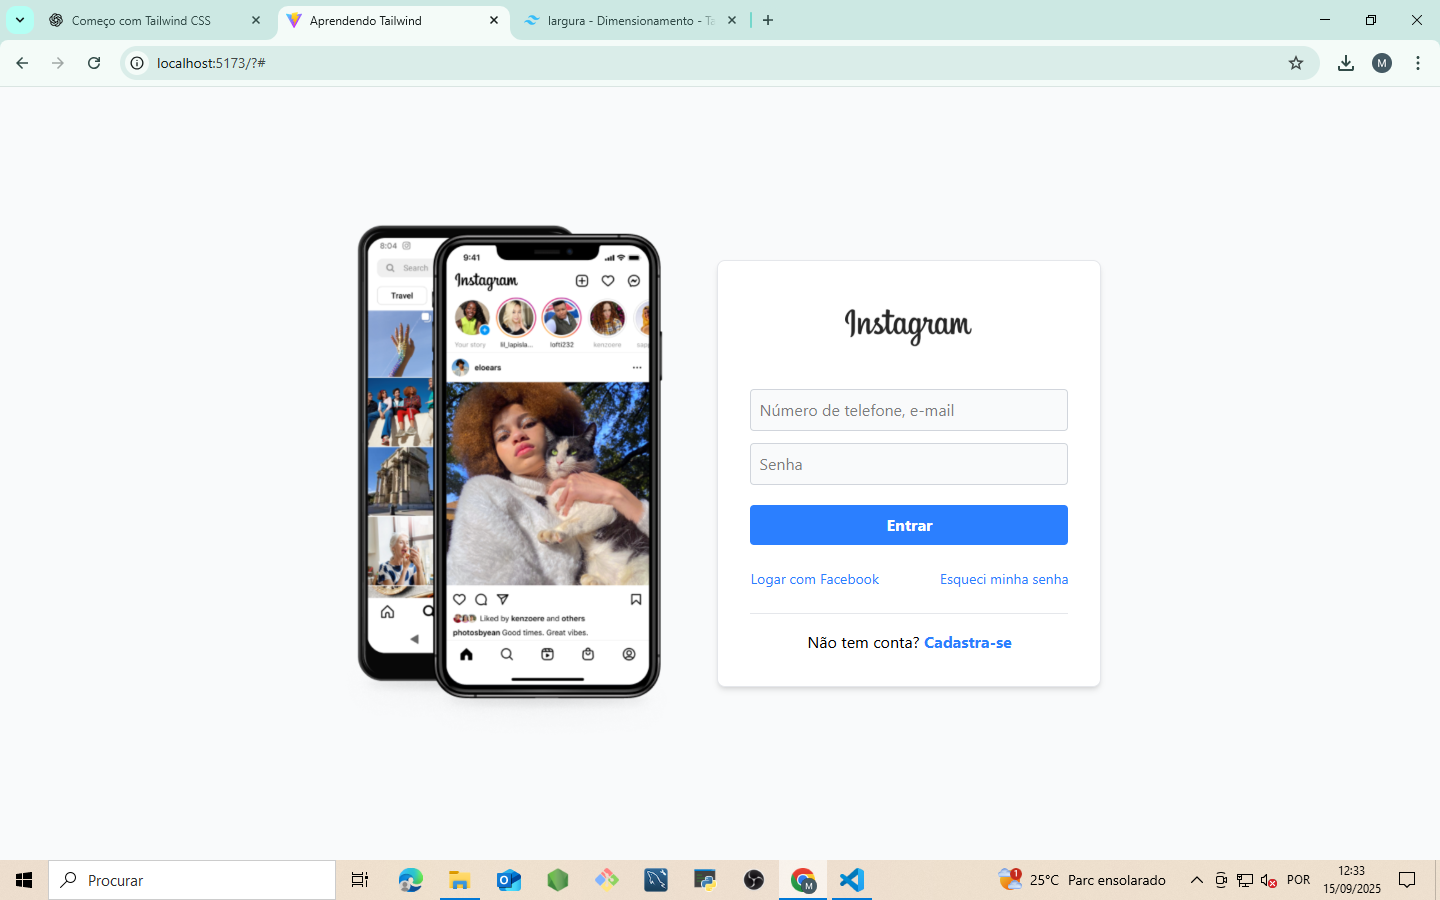 Começo com Tailwind CSS
Aprendendo Tailwind
largura - Dimensionamento - Ta
localhost:5173/?#
M
8:04
Search
Travel
9:41
Instagram
Your story
lil_lapisla...
lofti232
kenzoere
sap
eloears
Liked by kenzoere and others
photosbyean Good times. Great vibes.
Instagram
Número de telefone, e-mail
Senha
Entrar
Logar com Facebook
Esqueci minha senha
Não tem conta? Cadastra-se
Procurar
M
1
25°C Parc ensolarado
POR
12:33
15/09/2025